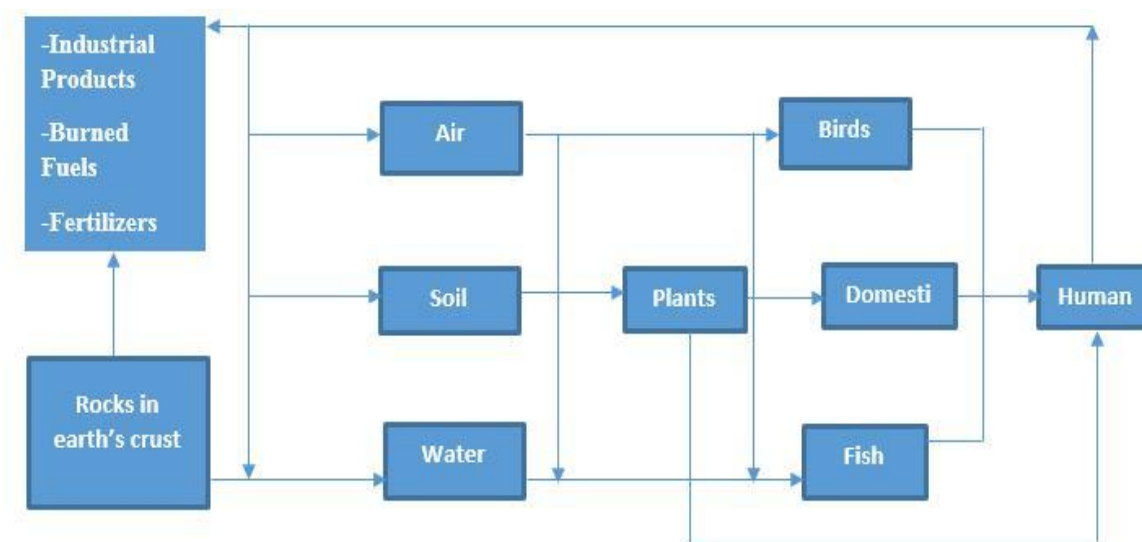 -Industrial
Products
-Burned
Fuels
-Fertilizers
Air
Birds
Soil
Plants
Domesti
Human
Rocks in
earth's crust
Water
Fish